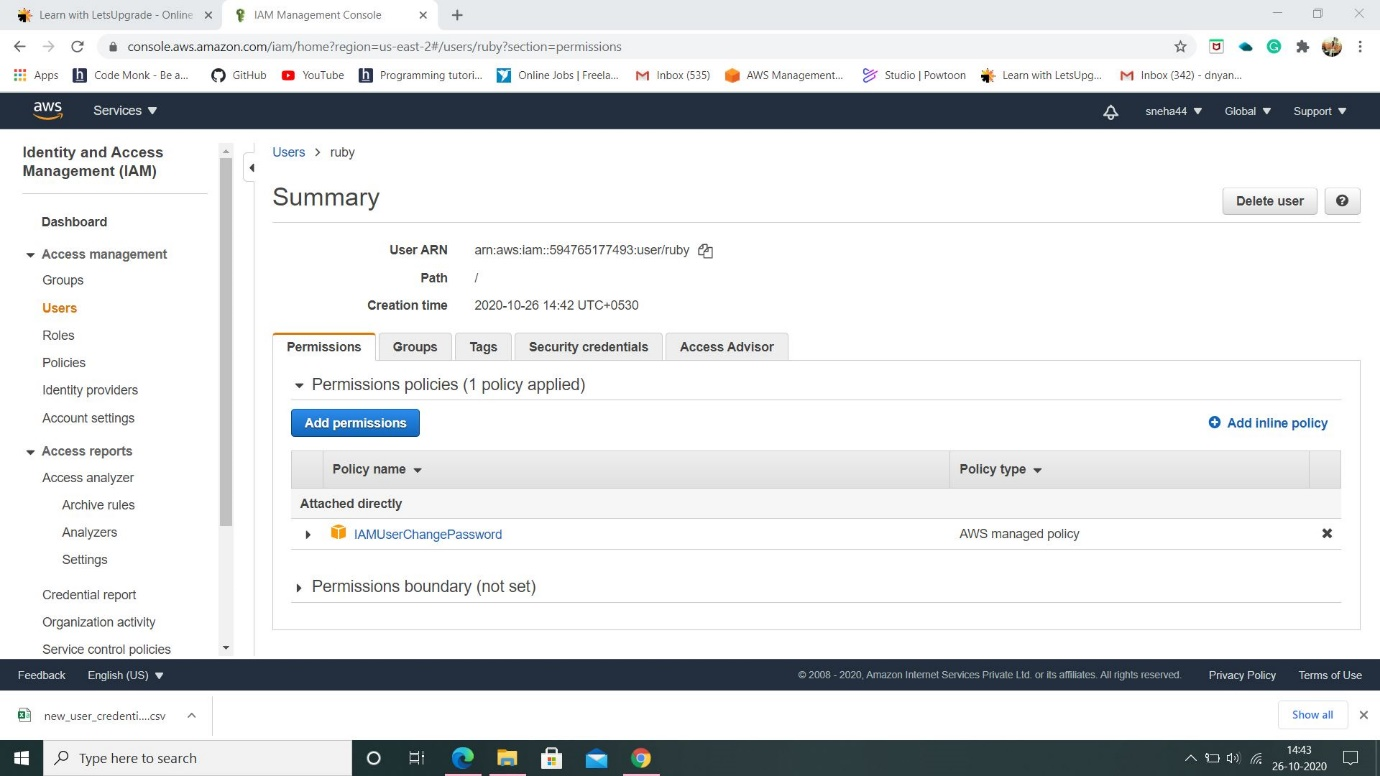 Learn with LetsUpgrade - Online
IAM Management Console
console.aws.amazon.com/iam/home?region=us-east-2#/users/ruby?section=permissions
Apps
Code Monk - Be a...
GitHub
YouTube
Programming tutori...
Online Jobs | Freela...
Inbox (535)
AWS Management...
Studio | Powtoon
Learn with LetsUpg...
Inbox (342) - dnyan...
aws
Services
sneha44
Global
Support
Identity and Access
Management (IAM)
Dashboard
Access management
Groups
Users
Roles
Policies
Identity providers
Account settings
Access reports
Access analyzer
Archive rules
Analyzers
Settings
Credential report
Organization activity
Service control policies
Users > ruby
Summary
Delete user
User ARN arn:aws:iam::594765177493:user/ruby
Path /
Creation time 2020-10-26 14:42 UTC+0530
Permissions
Groups
Tags
Security credentials
Access Advisor
Permissions policies (1 policy applied)
Add permissions
Add inline policy
Policy name
Policy type
Attached directly
IAMUserChangePassword
AWS managed policy
Permissions boundary (not set)
Feedback
English (US)
© 2008 - 2020, Amazon Internet Services Private Ltd. or its affiliates. All rights reserved.
Privacy Policy
Terms of Use
new_user_credenti....csv
Show all
Type here to search
14:43
26-10-2020